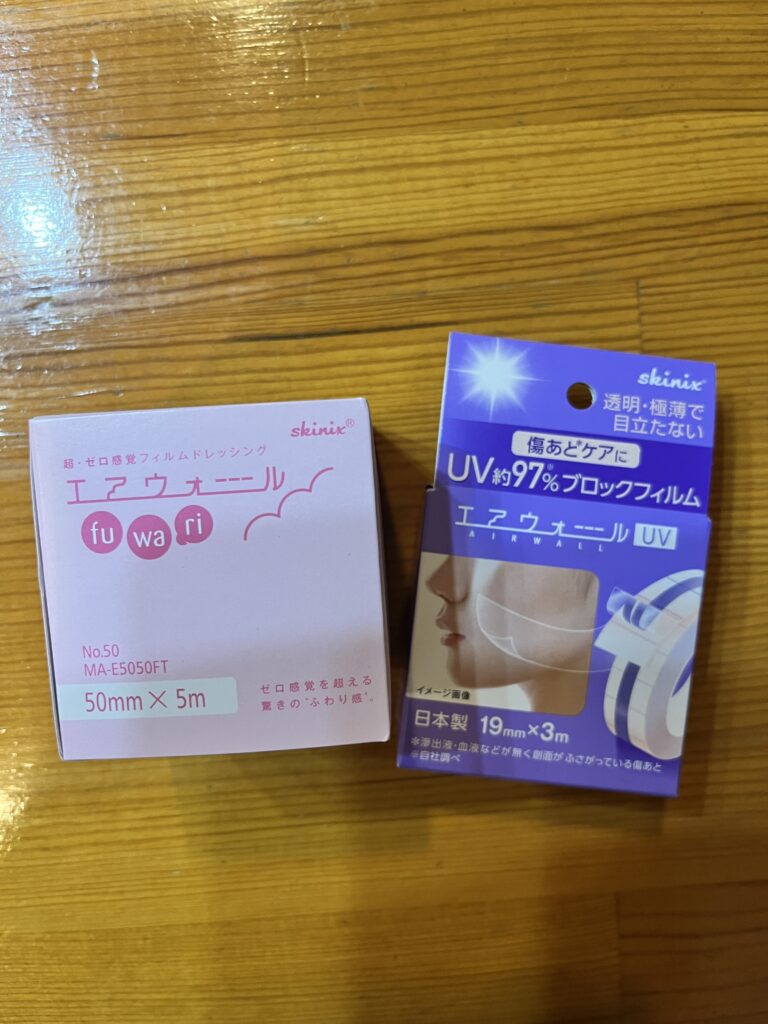 skinix®
超・ゼロ感覚フィルムドレッシング
エアウォール
fu wa ri
No.50
MA-E5050FT
50mm × 5m
ゼロ感覚を超える
驚きの"ふわり感"。
skinix
透明・極薄で
目立たない
傷あと※ケアに
UV約97%※ブロックフィルム
エアウォール UV
AIRWALL
イメージ画像
日本製 19mm×3m
※滲出液・血液などが無く創面がふさがっている傷あと
※自社調べ